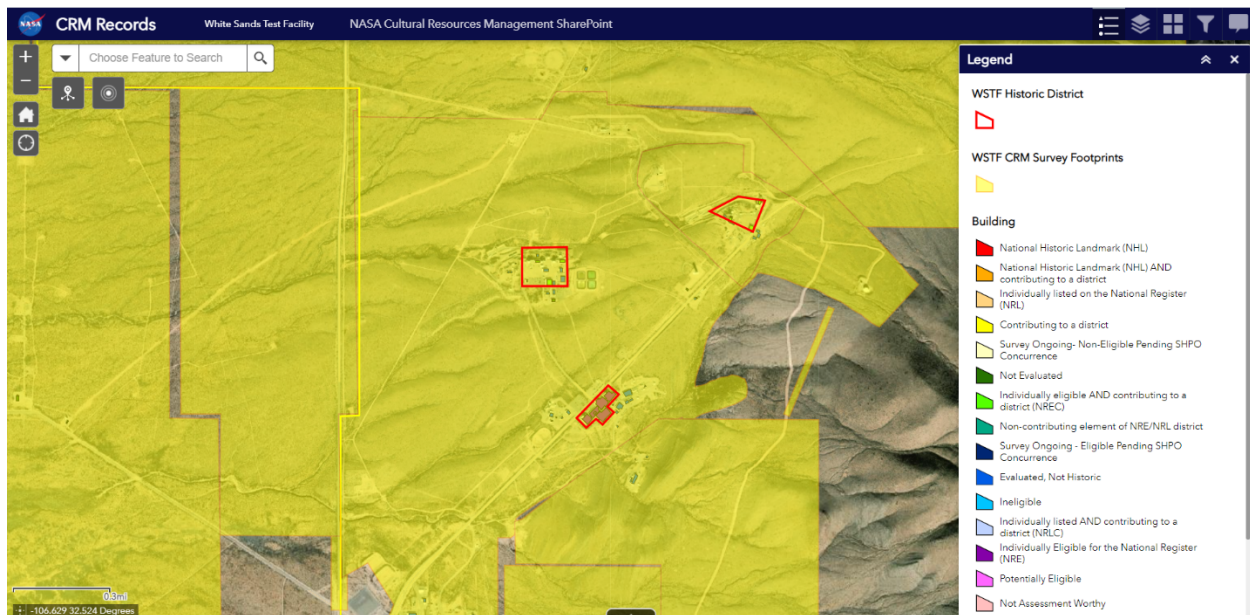 NASA
CRM Records
White Sands Test Facility
NASA Cultural Resources Management SharePoint
+
Choose Feature to Search
−
Legend
WSTF Historic District
WSTF CRM Survey Footprints
Building
National Historic Landmark (NHL)
National Historic Landmark (NHL) AND
contributing to a district
Individually listed on the National Register
(NRL)
Contributing to a district
Survey Ongoing- Non-Eligible Pending SHPO
Concurrence
Not Evaluated
Individually eligible AND contributing to a
district (NREC)
Non-contributing element of NRE/NRL district
Survey Ongoing - Eligible Pending SHPO
Concurrence
Evaluated, Not Historic
Ineligible
Individually listed AND contributing to a
district (NRLC)
Individually Eligible for the National Register
(NRE)
Potentially Eligible
Not Assessment Worthy
0.3mi
-106.629 32.524 Degrees